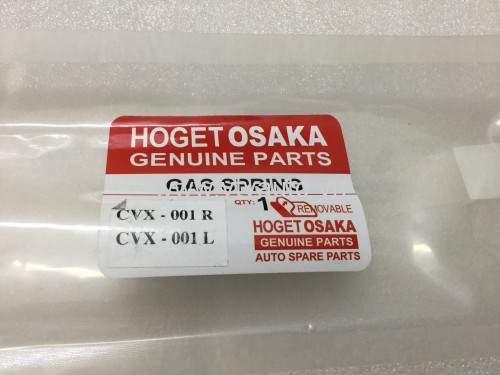 HOGET OSAKA
GENUINE PARTS
GAS SPRING
QTY: 1
REMOVABLE
CVX - 001 R
CVX - 001 L
HOGET OSAKA
GENUINE PARTS
AUTO SPARE PARTS